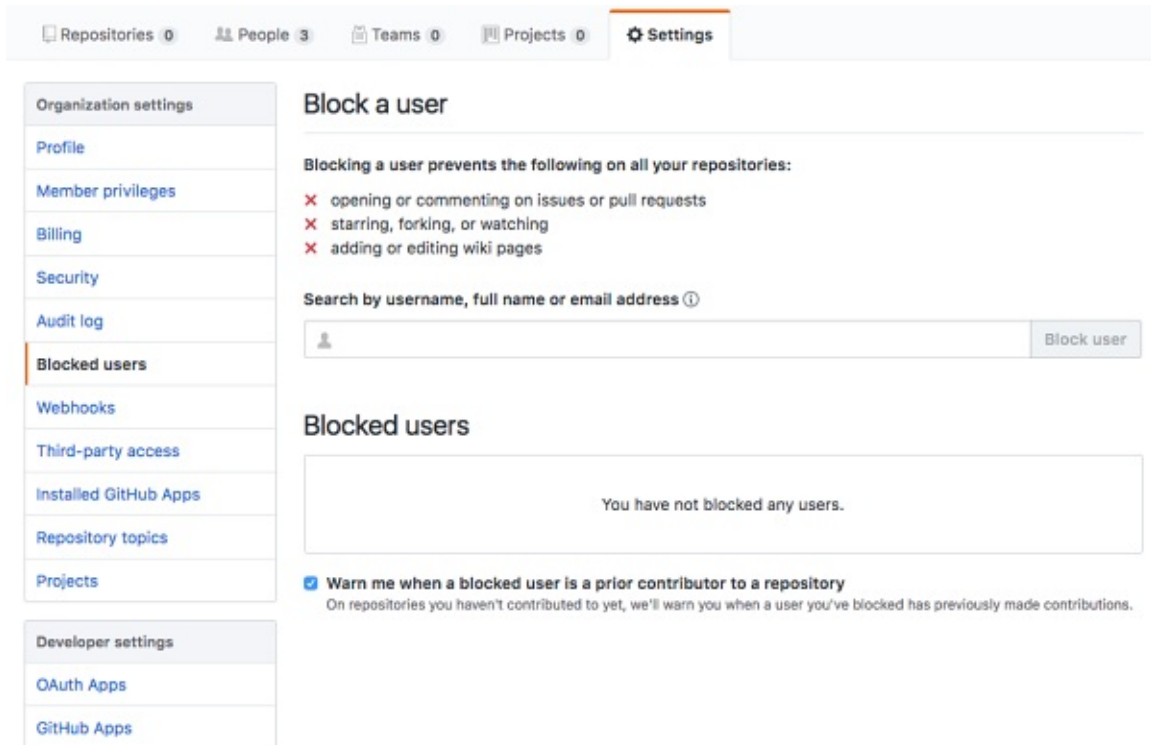 Repositories 0 People 3 Teams 0 Projects 0 Settings
Organization settings
Profile
Member privileges
Billing
Security
Audit log
Blocked users
Webhooks
Third-party access
Installed GitHub Apps
Repository topics
Projects
Developer settings
OAuth Apps
GitHub Apps
Block a user
Blocking a user prevents the following on all your repositories:
opening or commenting on issues or pull requests
starring, forking, or watching
adding or editing wiki pages
Search by username, full name or email address
Block user
Blocked users
You have not blocked any users.
Warn me when a blocked user is a prior contributor to a repository
On repositories you haven't contributed to yet, we'll warn you when a user you've blocked has previously made contributions.